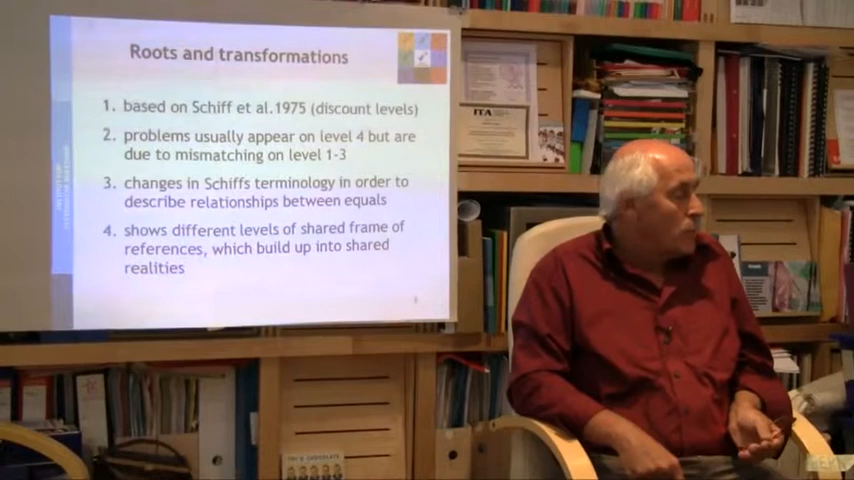 Roots and transformations
1. based on Schiff et al.1975 (discount levels)
2. problems usually appear on level 4 but are
due to mismatching on level 1-3
3. changes in Schiffs terminology in order to
describe relationships between equals
4. shows different levels of shared frame of
references, which build up into shared
realities
ITA